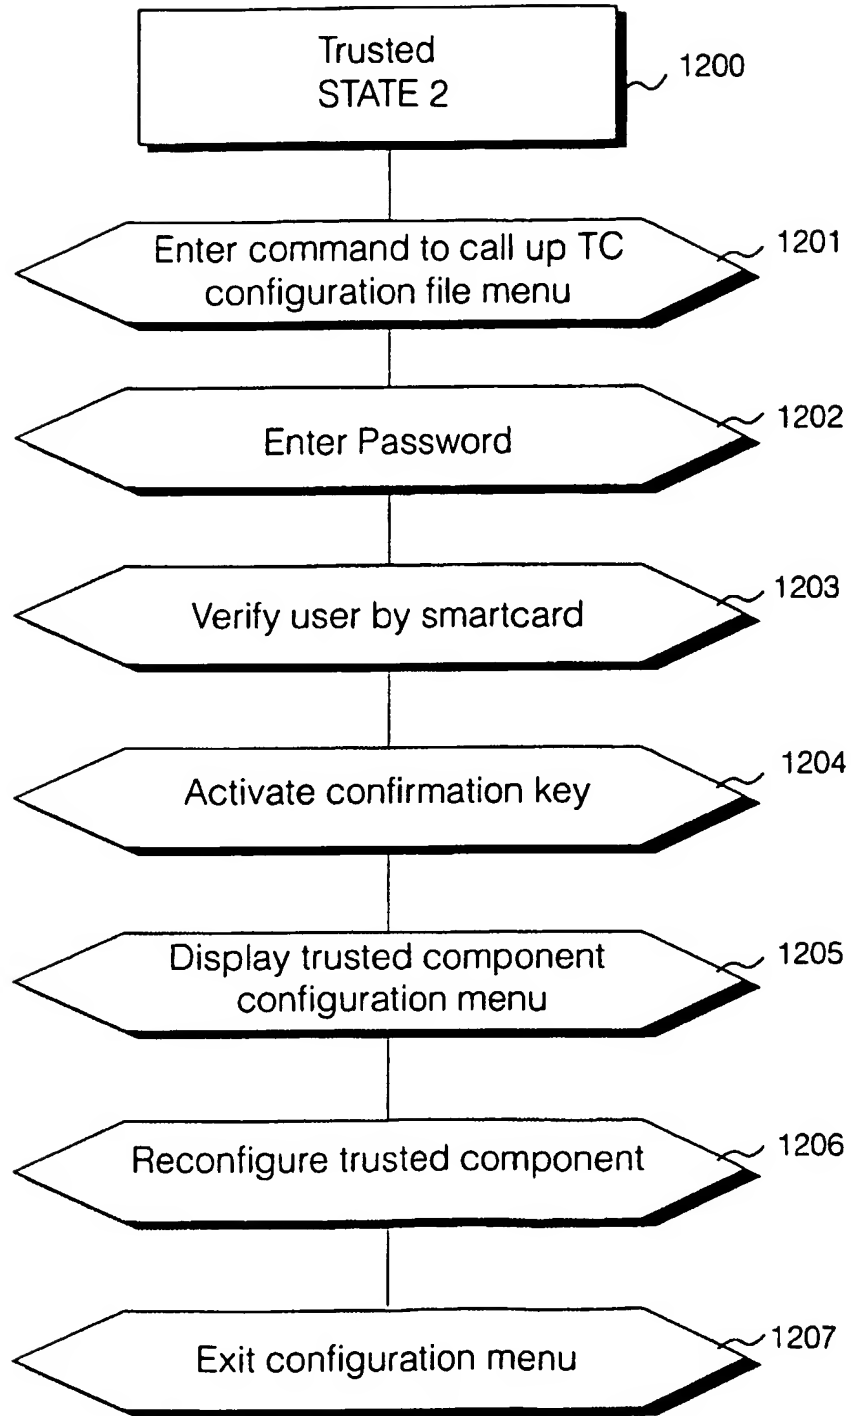 Trusted
STATE 2
1200
Enter command to call up TC
configuration file menu
1201
Enter Password
1202
Verify user by smartcard
1203
Activate confirmation key
1204
Display trusted component
configuration menu
1205
Reconfigure trusted component
1206
Exit configuration menu
1207